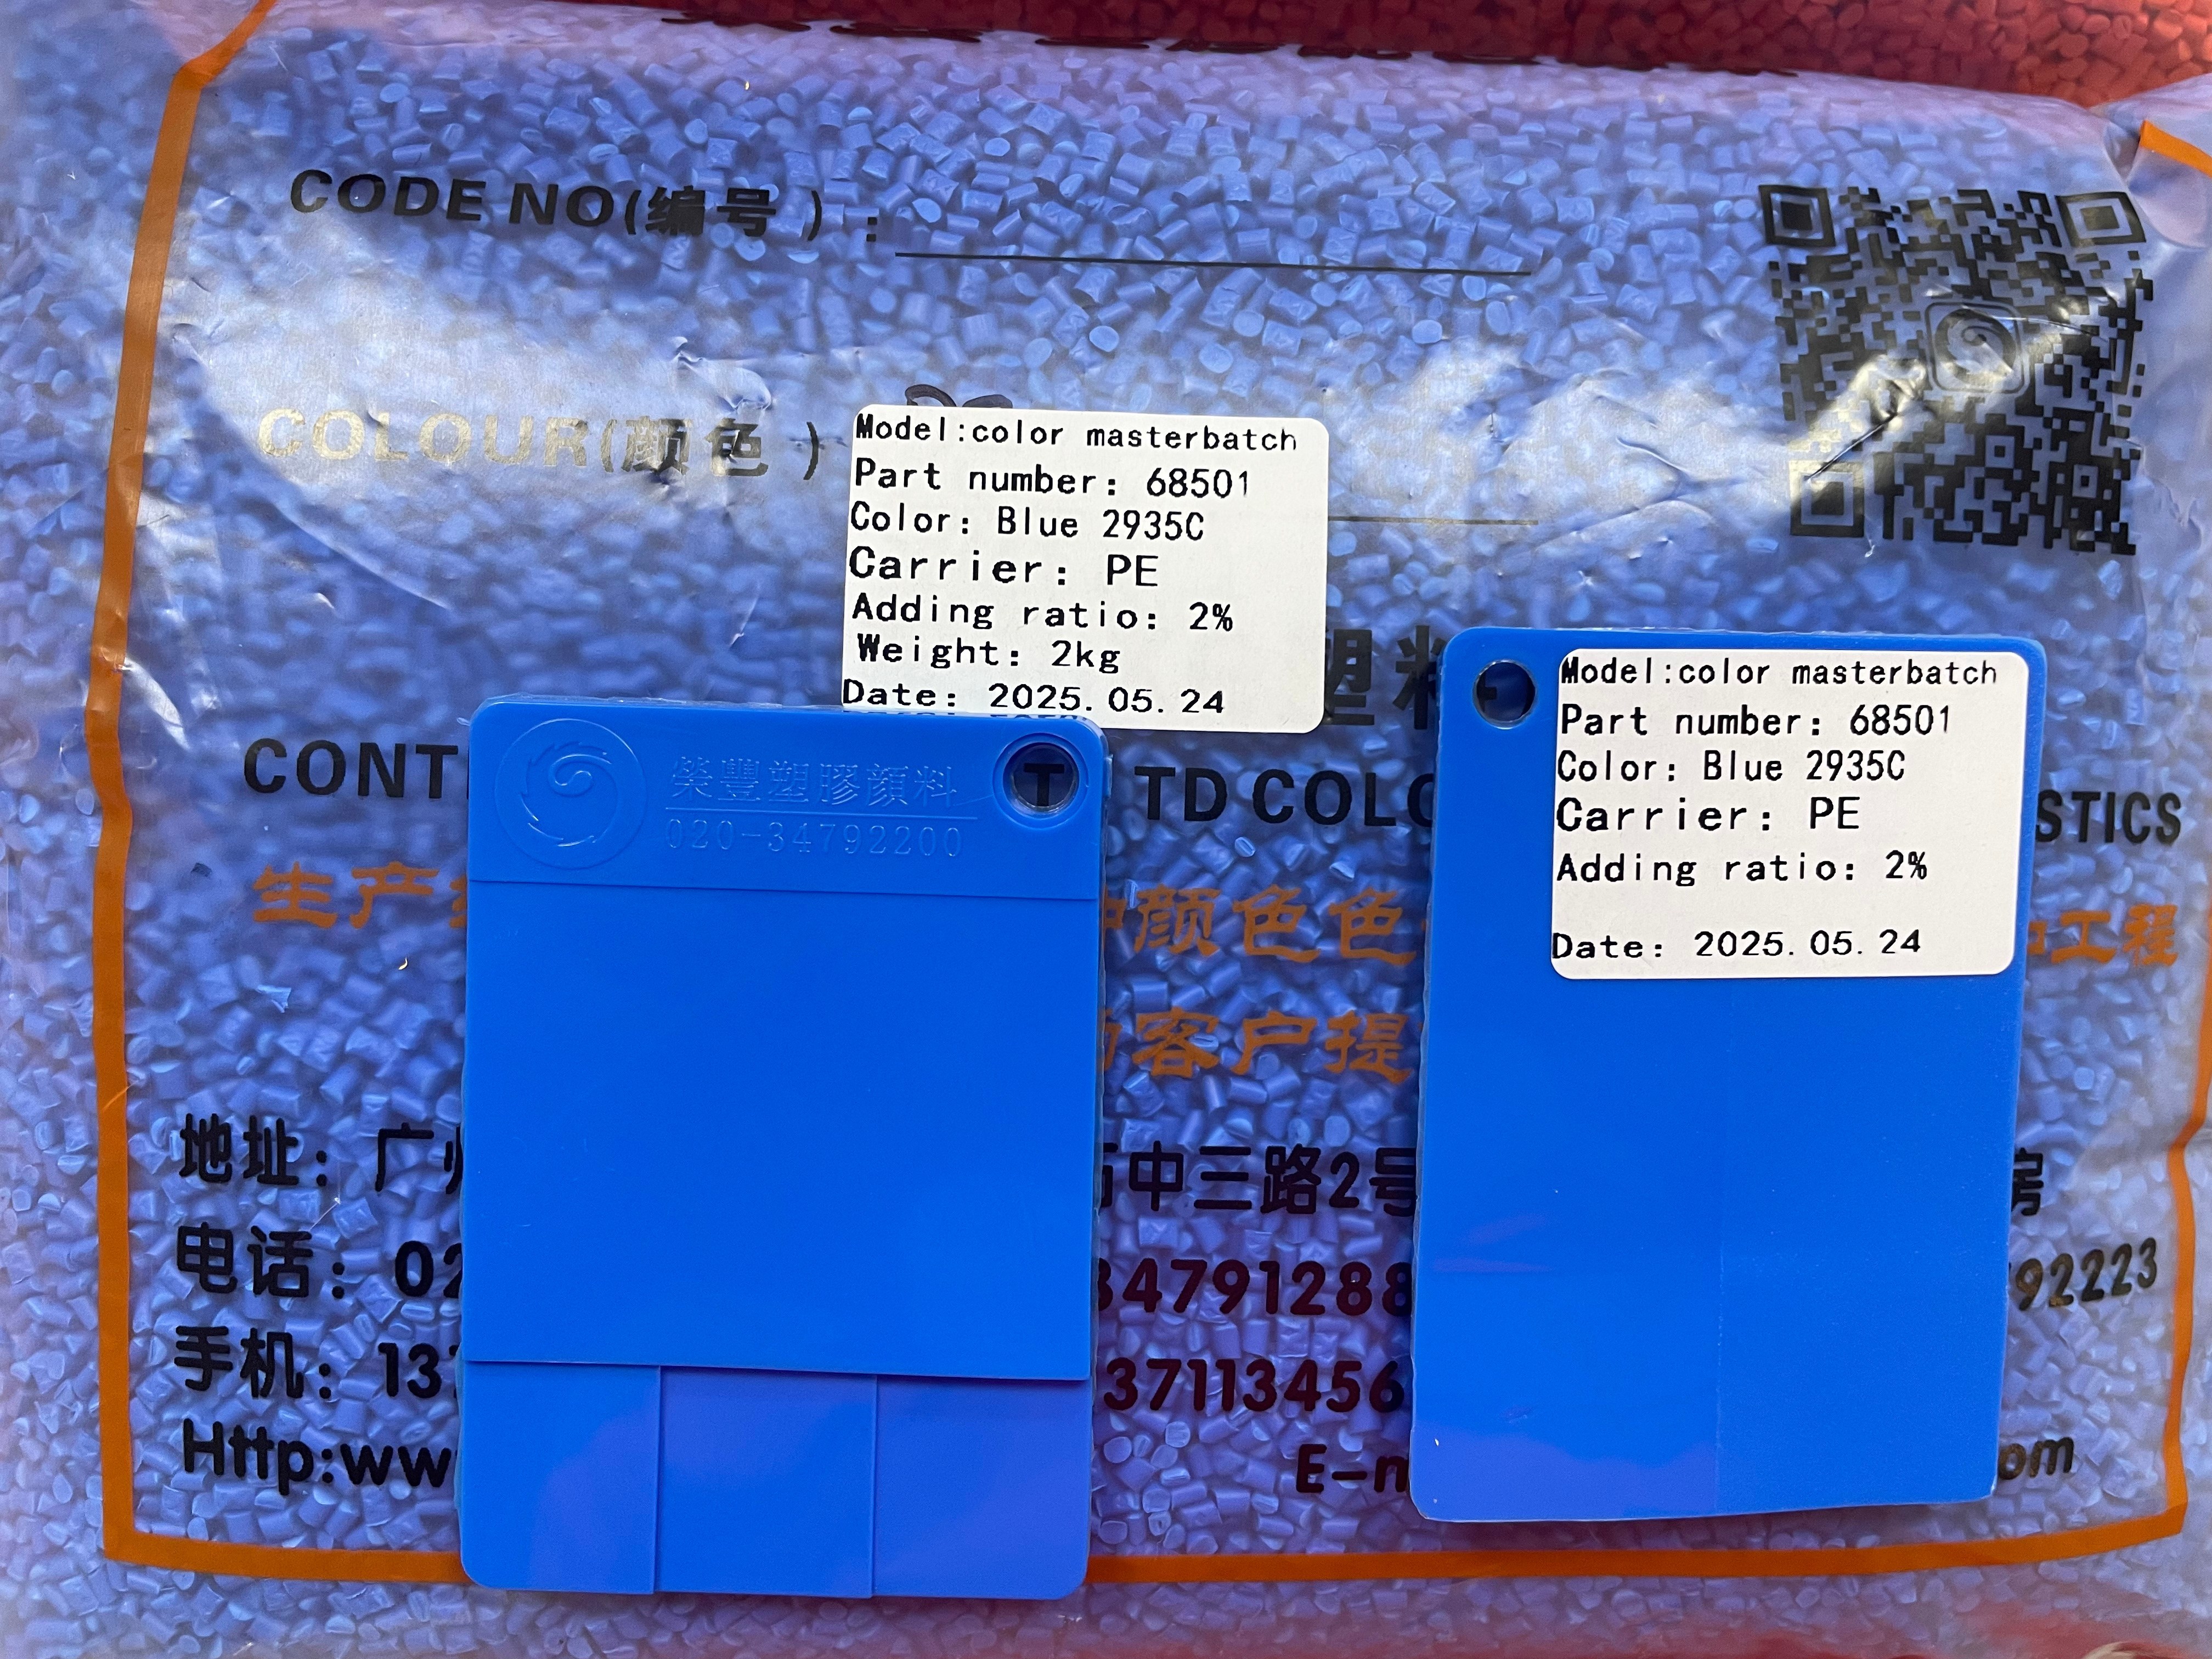 CODE NO(编号):
COLOUR(颜色)
Model:color masterbatch
Part number: 68501
Color: Blue 2935C
Carrier: PE
Adding ratio: 2%
Weight: 2kg
Date: 2025.05.24
塑料
CONT T TD COLO STICS
榮豐塑膠顔料
020-34792200
Model:color masterbatch
Part number: 68501
Color: Blue 2935C
Carrier: PE
Adding ratio: 2%
Date: 2025.05.24
生产 颜色色 工程
客户提
地址: 广 中三路2号
电话: 02 34791288 92223
手机: 13 37113456
Http:ww E-m om